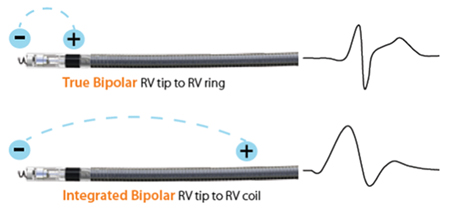 − +
True Bipolar RV tip to RV ring
− +
Integrated Bipolar RV tip to RV coil